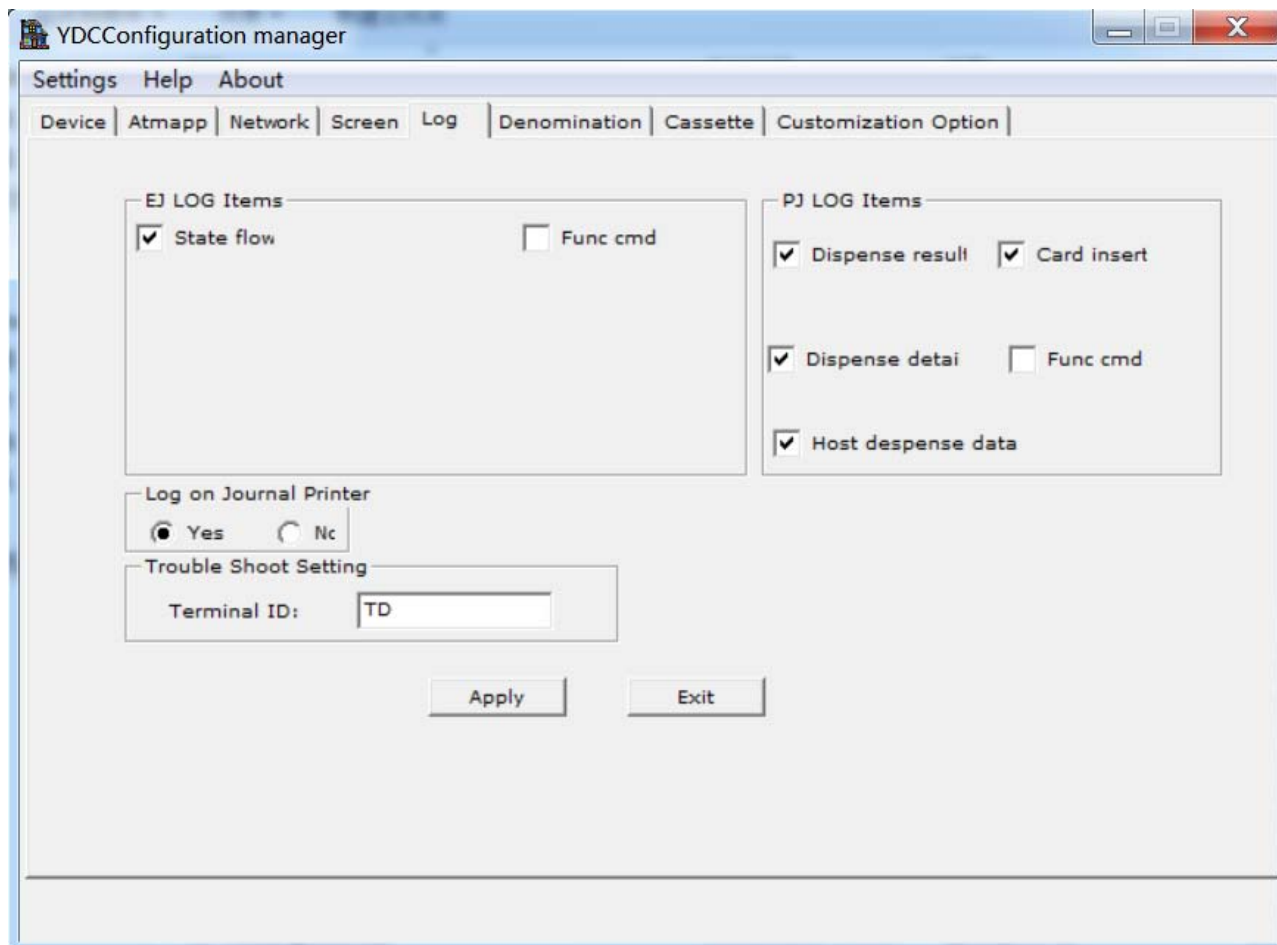 YDCConfiguration manager
Settings Help About
Device Atmapp Network Screen Log Denomination Cassette Customization Option
EJ LOG Items
State flow Func cmd
PJ LOG Items
Dispense result Card insert
Dispense detai Func cmd
Host despense data
Log on Journal Printer
Yes No
Trouble Shoot Setting
Terminal ID: TD
Apply Exit